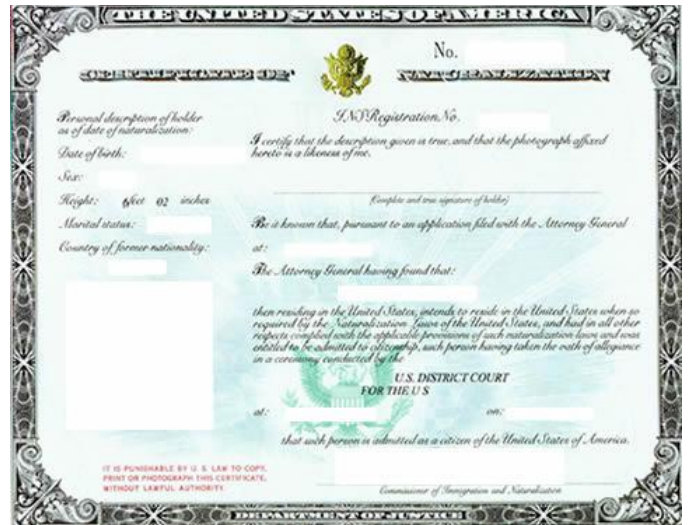 THE UNITED STATES OF AMERICA
No.
CERTIFICATE OF NATURALIZATION
Personal description of holder
as of date of naturalization:
Date of birth:
Sex:
Height: 6feet 02 inches
Marital status:
Country of former nationality:
INS Registration No.
I certify that the description given is true, and that the photograph affixed
hereto is a likeness of me.
(Complete and true signature of holder)
Be it known that, pursuant to an application filed with the Attorney General
at:
The Attorney General having found that:
then residing in the United States, intends to reside in the United States when so
required by the Naturalization Laws of the United States, and had in all other
respects complied with the applicable provisions of such naturalization laws and was
entitled to be admitted to citizenship, such person having taken the oath of allegiance
in a ceremony conducted by the
U.S. DISTRICT COURT
FOR THE U S
at: on:
that such person is admitted as a citizen of the United States of America.
IT IS PUNISHABLE BY U. S. LAW TO COPY,
PRINT OR PHOTOGRAPH THIS CERTIFICATE,
WITHOUT LAWFUL AUTHORITY.
Commissioner of Immigration and Naturalization
DEPARTMENT OF JUSTICE